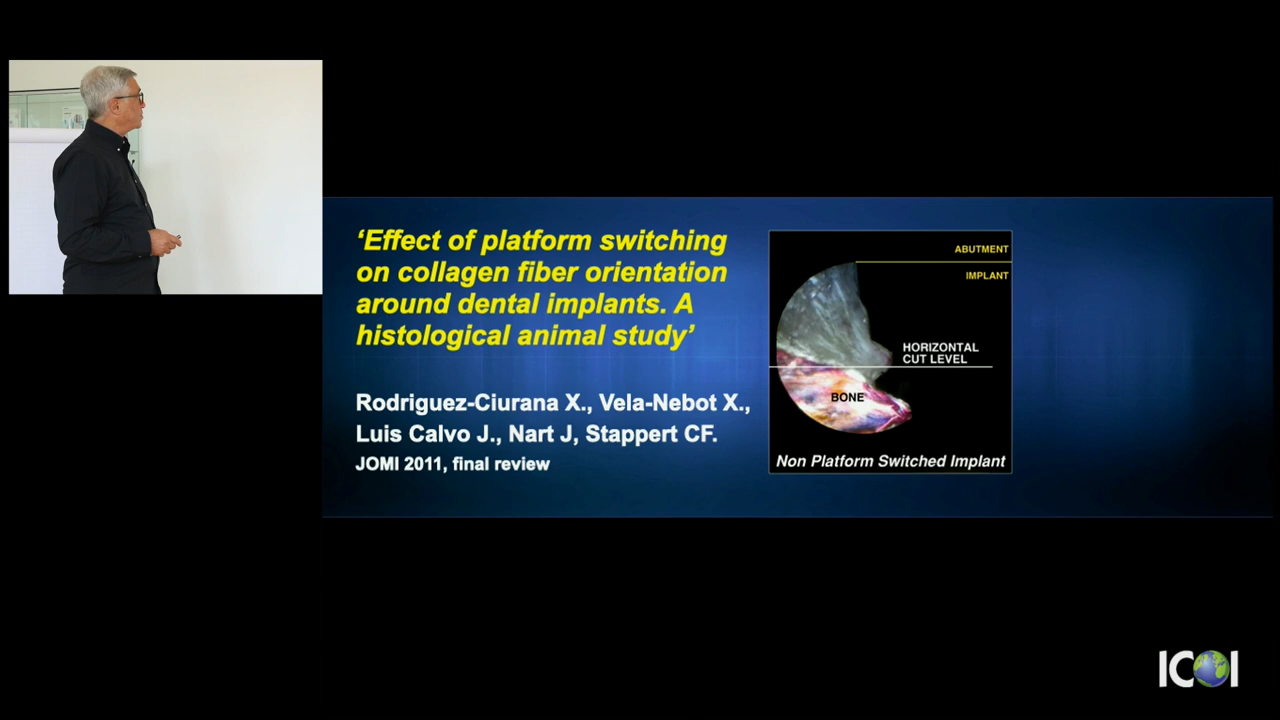 ‘Effect of platform switching
on collagen fiber orientation
around dental implants. A
histological animal study’
Rodriguez-Ciurana X., Vela-Nebot X.,
Luis Calvo J., Nart J, Stappert CF.
JOMI 2011, final review
ABUTMENT
IMPLANT
HORIZONTAL
CUT LEVEL
BONE
Non Platform Switched Implant
ICOI